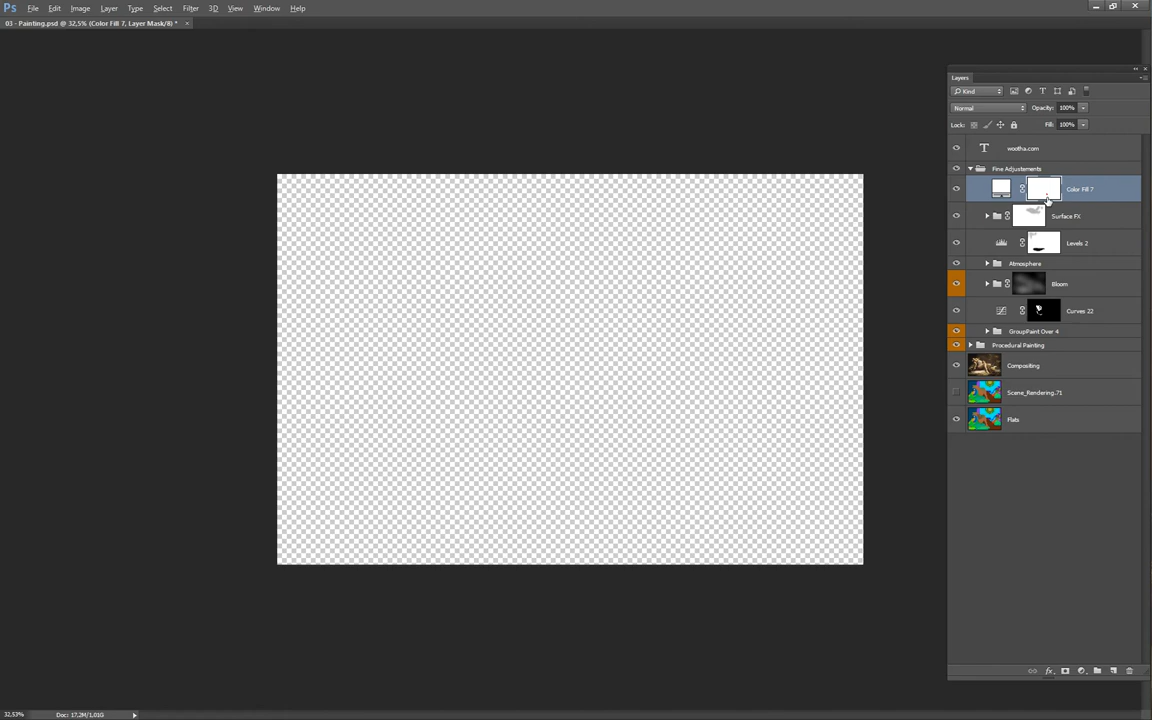 Ps File Edit Image Layer Type Select Filter 3D View Window Help
03 - Painting.psd @ 32,5% (Color Fill 7, Layer Mask/8) * ×
Layers
Kind
Normal Opacity: 100%
Lock: Fill: 100%
T wootha.com
Fine Adjustements
Color Fill 7
Surface FX
Levels 2
Atmosphere
Bloom
Curves 22
GroupPaint Over 4
Procedural Painting
Compositing
Scene_Rendering.71
Flats
fx
32,53% Doc: 17,2M/1,01G